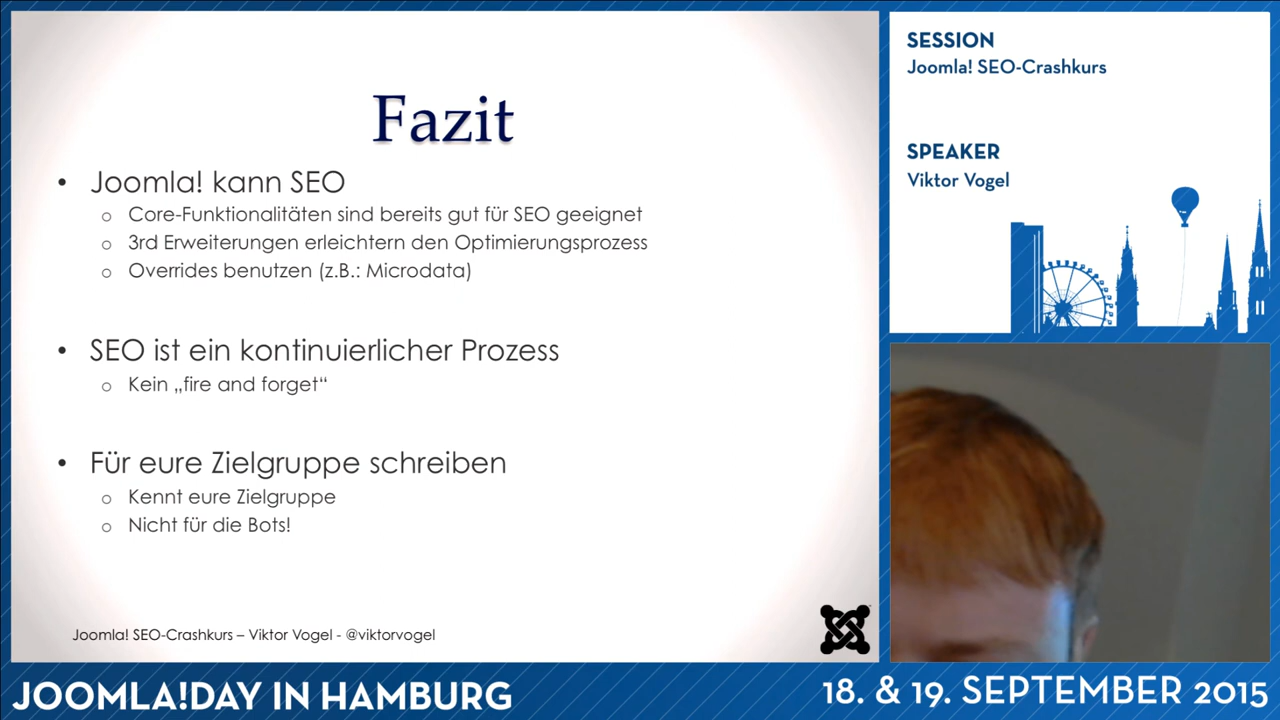 Fazit
• Joomla! kann SEO
o Core-Funktionalitäten sind bereits gut für SEO geeignet
o 3rd Erweiterungen erleichtern den Optimierungsprozess
o Overrides benutzen (z.B.: Microdata)
• SEO ist ein kontinuierlicher Prozess
o Kein „fire and forget“
• Für eure Zielgruppe schreiben
o Kennt eure Zielgruppe
o Nicht für die Bots!
Joomla! SEO-Crashkurs – Viktor Vogel - @viktorvogel
SESSION
Joomla! SEO-Crashkurs
SPEAKER
Viktor Vogel
JOOMLA!DAY IN HAMBURG
18. & 19. SEPTEMBER 2015